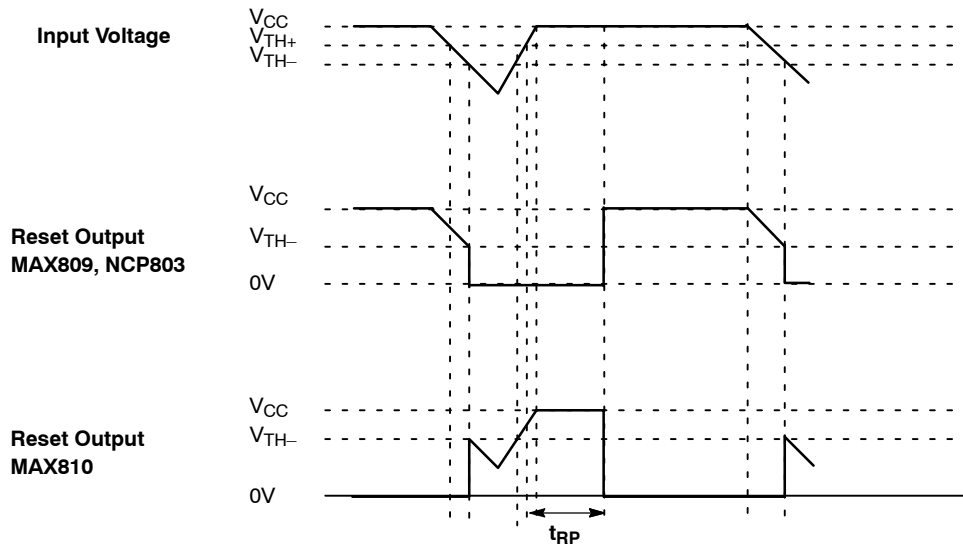 Input Voltage
VCC
VTH+
VTH−
Reset Output
MAX809, NCP803
VCC
VTH−
0V
Reset Output
MAX810
VCC
VTH−
0V
tRP